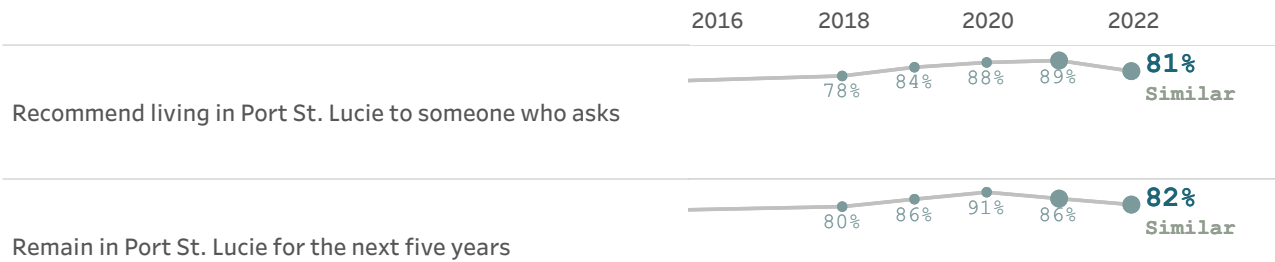 2016 2018 2020 2022
78% 84% 88% 89% 81%
Similar
Recommend living in Port St. Lucie to someone who asks
80% 86% 91% 86% 82%
Similar
Remain in Port St. Lucie for the next five years